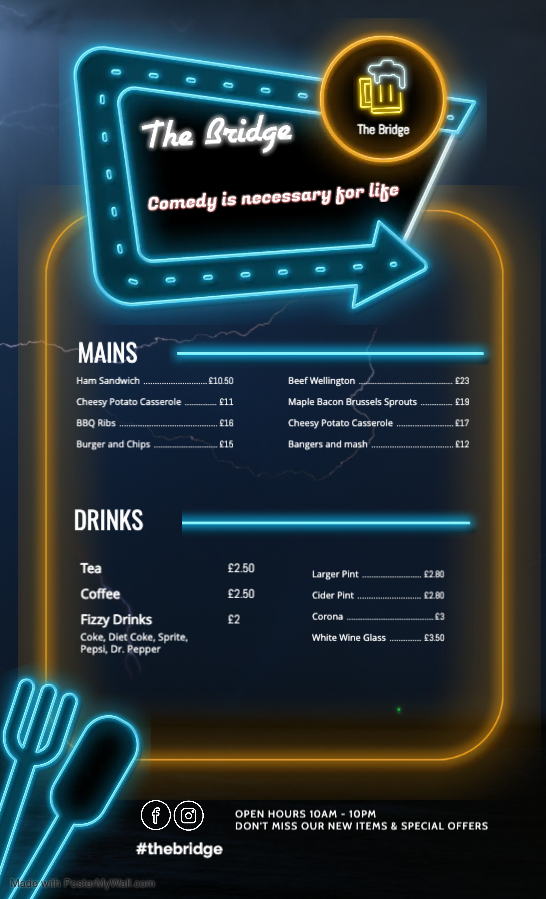 The Bridge
The Bridge
Comedy is necessary for life
MAINS
Ham Sandwich ........................ £10.50
Cheesy Potato Casserole ............ £11
BBQ Ribs .................................... £16
Burger and Chips ........................ £15
Beef Wellington .................................... £23
Maple Bacon Brussels Sprouts ............ £19
Cheesy Potato Casserole .................... £17
Bangers and mash ................................ £12
DRINKS
Tea £2.50
Coffee £2.50
Fizzy Drinks £2
Coke, Diet Coke, Sprite,
Pepsi, Dr. Pepper
Larger Pint ...................... £2.80
Cider Pint ........................ £2.80
Corona ................................ £3
White Wine Glass ............ £3.50
OPEN HOURS 10AM - 10PM
DON'T MISS OUR NEW ITEMS & SPECIAL OFFERS
#thebridge
Made with PosterMyWall.com